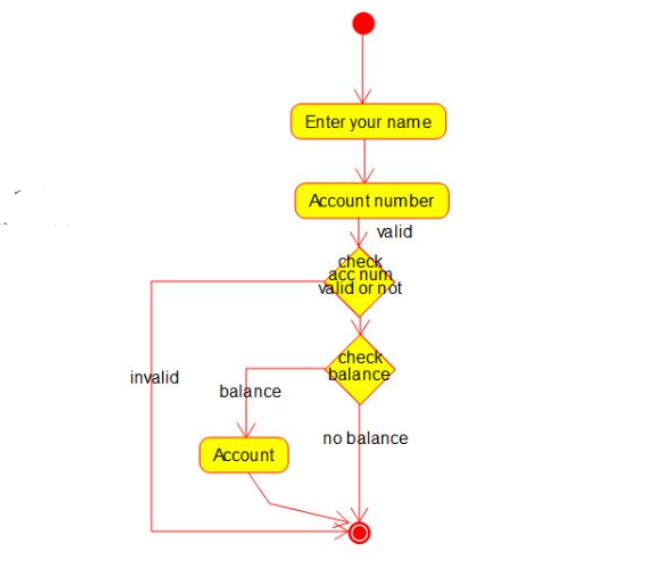 Enter your name
Account number
valid
check
acc num
valid or not
check
balance
invalid
balance
no balance
Account